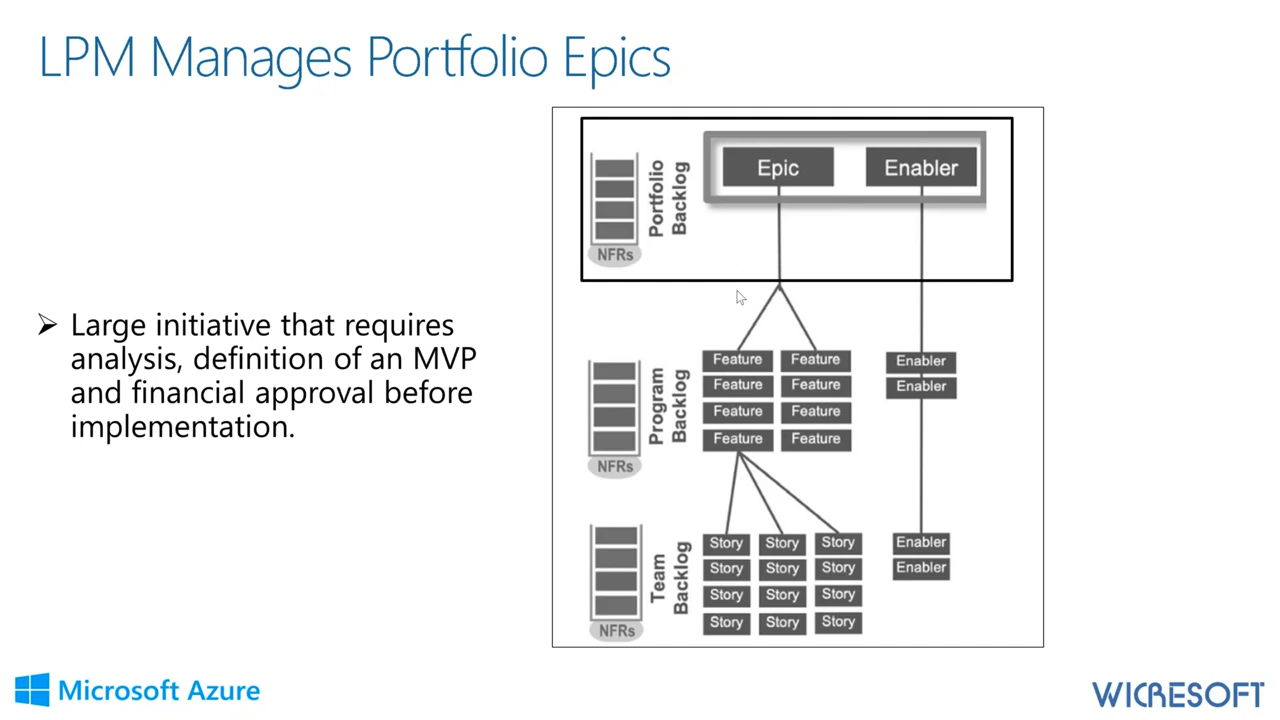 LPM Manages Portfolio Epics
➢ Large initiative that requires
analysis, definition of an MVP
and financial approval before
implementation.
Portfolio
Backlog
NFRs
Epic Enabler
Program
Backlog
NFRs
Feature Feature Enabler
Feature Feature Enabler
Feature Feature
Feature Feature
Team
Backlog
NFRs
Story Story Story Enabler
Story Story Story Enabler
Story Story Story
Story Story Story
Microsoft Azure
WICRESOFT